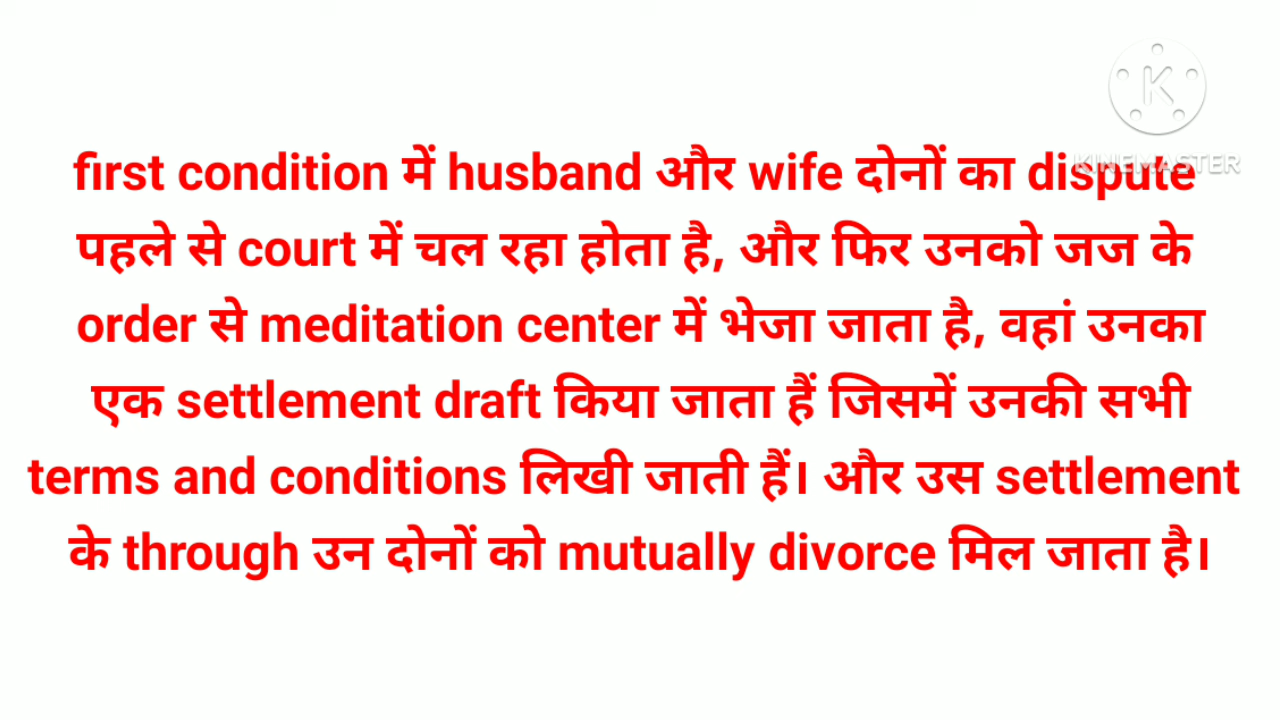 KINEMASTER
first condition में husband और wife दोनों का dispute
पहले से court में चल रहा होता है, और फिर उनको जज के
order से meditation center में भेजा जाता है, वहां उनका
एक settlement draft किया जाता हैं जिसमें उनकी सभी
terms and conditions लिखी जाती हैं। और उस settlement
के through उन दोनों को mutually divorce मिल जाता है।